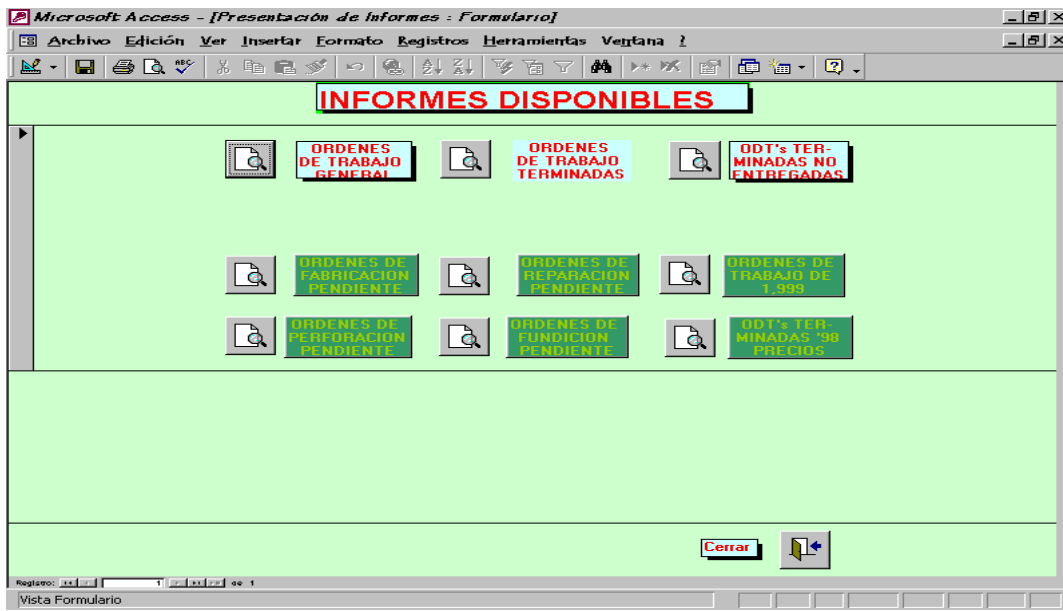 Microsoft Access - [Presentación de Informes : Formulario]
Archivo Edición Ver Insertar Formato Registros Herramientas Ventana ?
INFORMES DISPONIBLES
ORDENES
DE TRABAJO
GENERAL
ORDENES
DE TRABAJO
TERMINADAS
ODT's TER-
MINADAS NO
ENTREGADAS
ORDENES DE
FABRICACION
PENDIENTE
ORDENES DE
REPARACION
PENDIENTE
ORDENES DE
TRABAJO DE
1,999
ORDENES DE
PERFORACION
PENDIENTE
ORDENES DE
FUNDICION
PENDIENTE
ODT's TER-
MINADAS '98
PRECIOS
Cerrar
Registro: 1 de 1
Vista Formulario